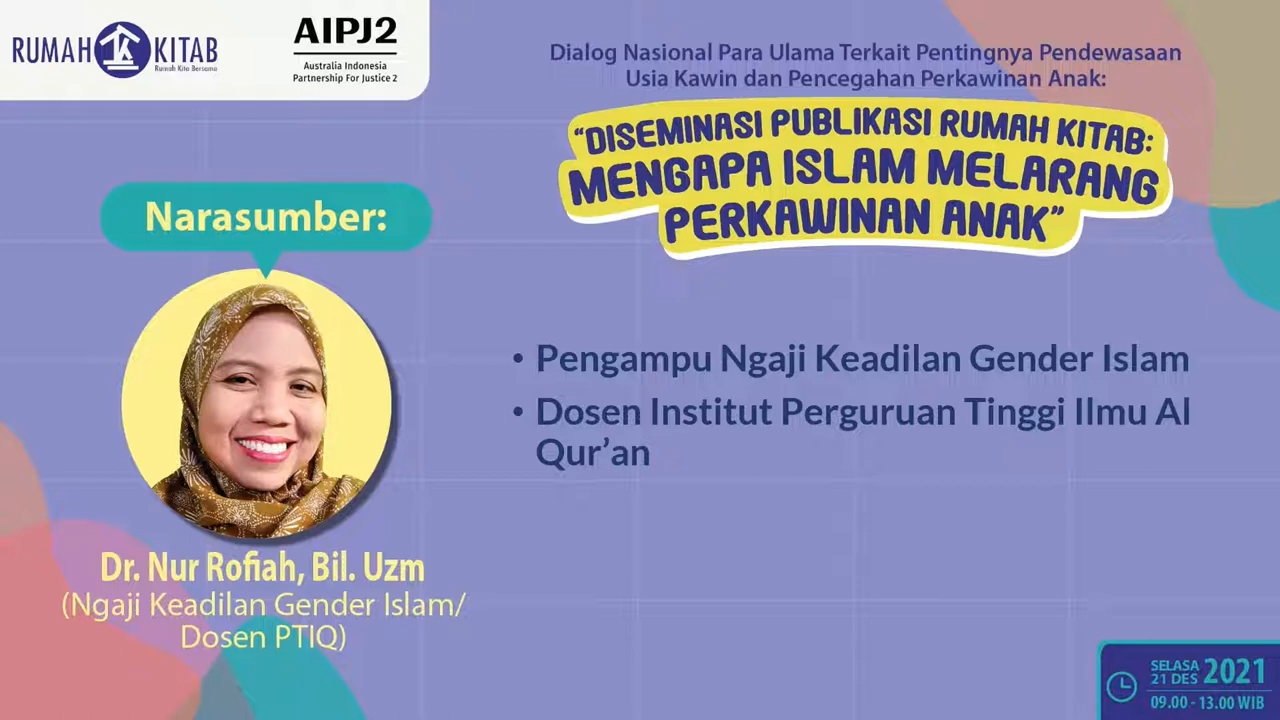 RUMAH KITAB
Rumah Kita Bersama
AIPJ2
Australia Indonesia
Partnership For Justice 2
Dialog Nasional Para Ulama Terkait Pentingnya Pendewasaan
Usia Kawin dan Pencegahan Perkawinan Anak:
“DISEMINASI PUBLIKASI RUMAH KITAB:
MENGAPA ISLAM MELARANG
PERKAWINAN ANAK”
Narasumber:
• Pengampu Ngaji Keadilan Gender Islam
• Dosen Institut Perguruan Tinggi Ilmu Al
Qur’an
Dr. Nur Rofiah, Bil. Uzm
(Ngaji Keadilan Gender Islam/
Dosen PTIQ)
SELASA
21 DES 2021
09.00 - 13.00 WIB